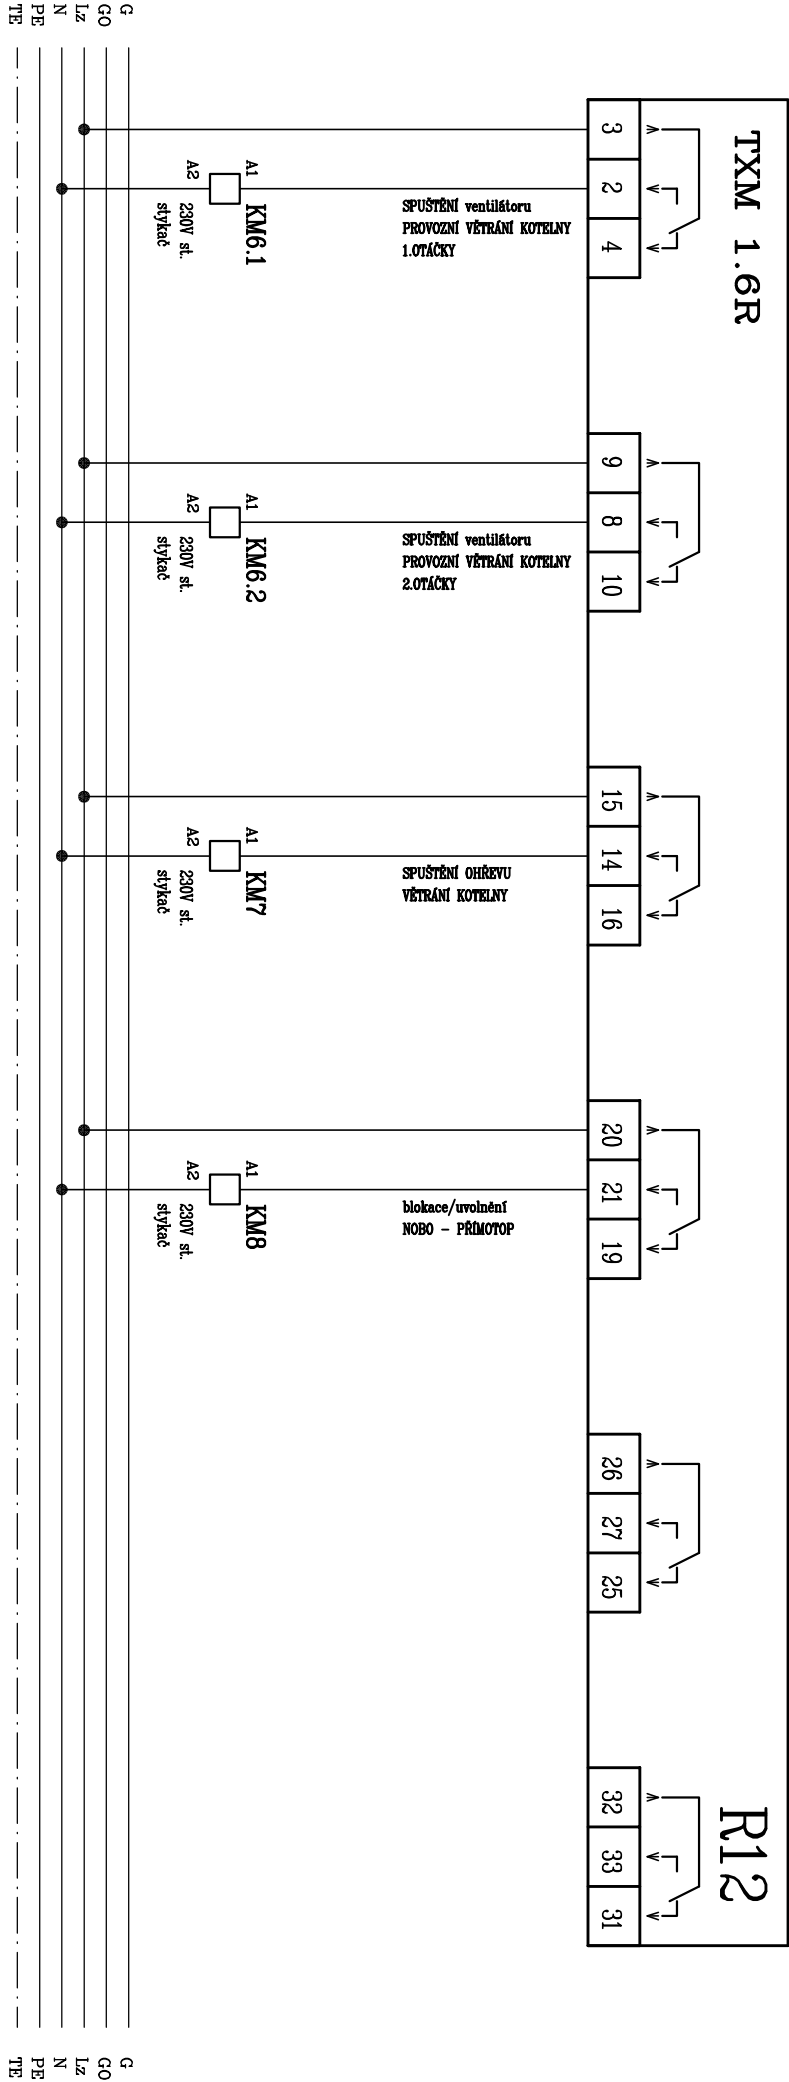 TXM 1.6R
R12
3
2
4
9
8
10
15
14
16
20
21
19
26
27
25
32
33
31
SPUŠTĚNÍ ventilátoru
PROVOZNÍ VĚTRÁNÍ KOTELNY
1.OTÁČKY
SPUŠTĚNÍ ventilátoru
PROVOZNÍ VĚTRÁNÍ KOTELNY
2.OTÁČKY
SPUŠTĚNÍ OHŘEVU
VĚTRÁNÍ KOTELNY
blokace/uvolnění
NOBO - PŘÍMOTOP
A1
KM6.1
A2
230V st.
stykač
A1
KM6.2
A2
230V st.
stykač
A1
KM7
A2
230V st.
stykač
A1
KM8
A2
230V st.
stykač
G
G0
Lz
N
PE
TE
G
G0
Lz
N
PE
TE